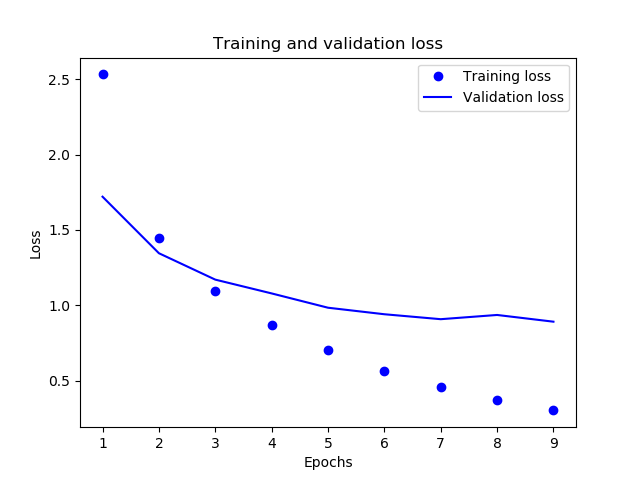 Training and validation loss
Training loss
Validation loss
2.5
2.0
1.5
1.0
0.5
Loss
1 2 3 4 5 6 7 8 9
Epochs